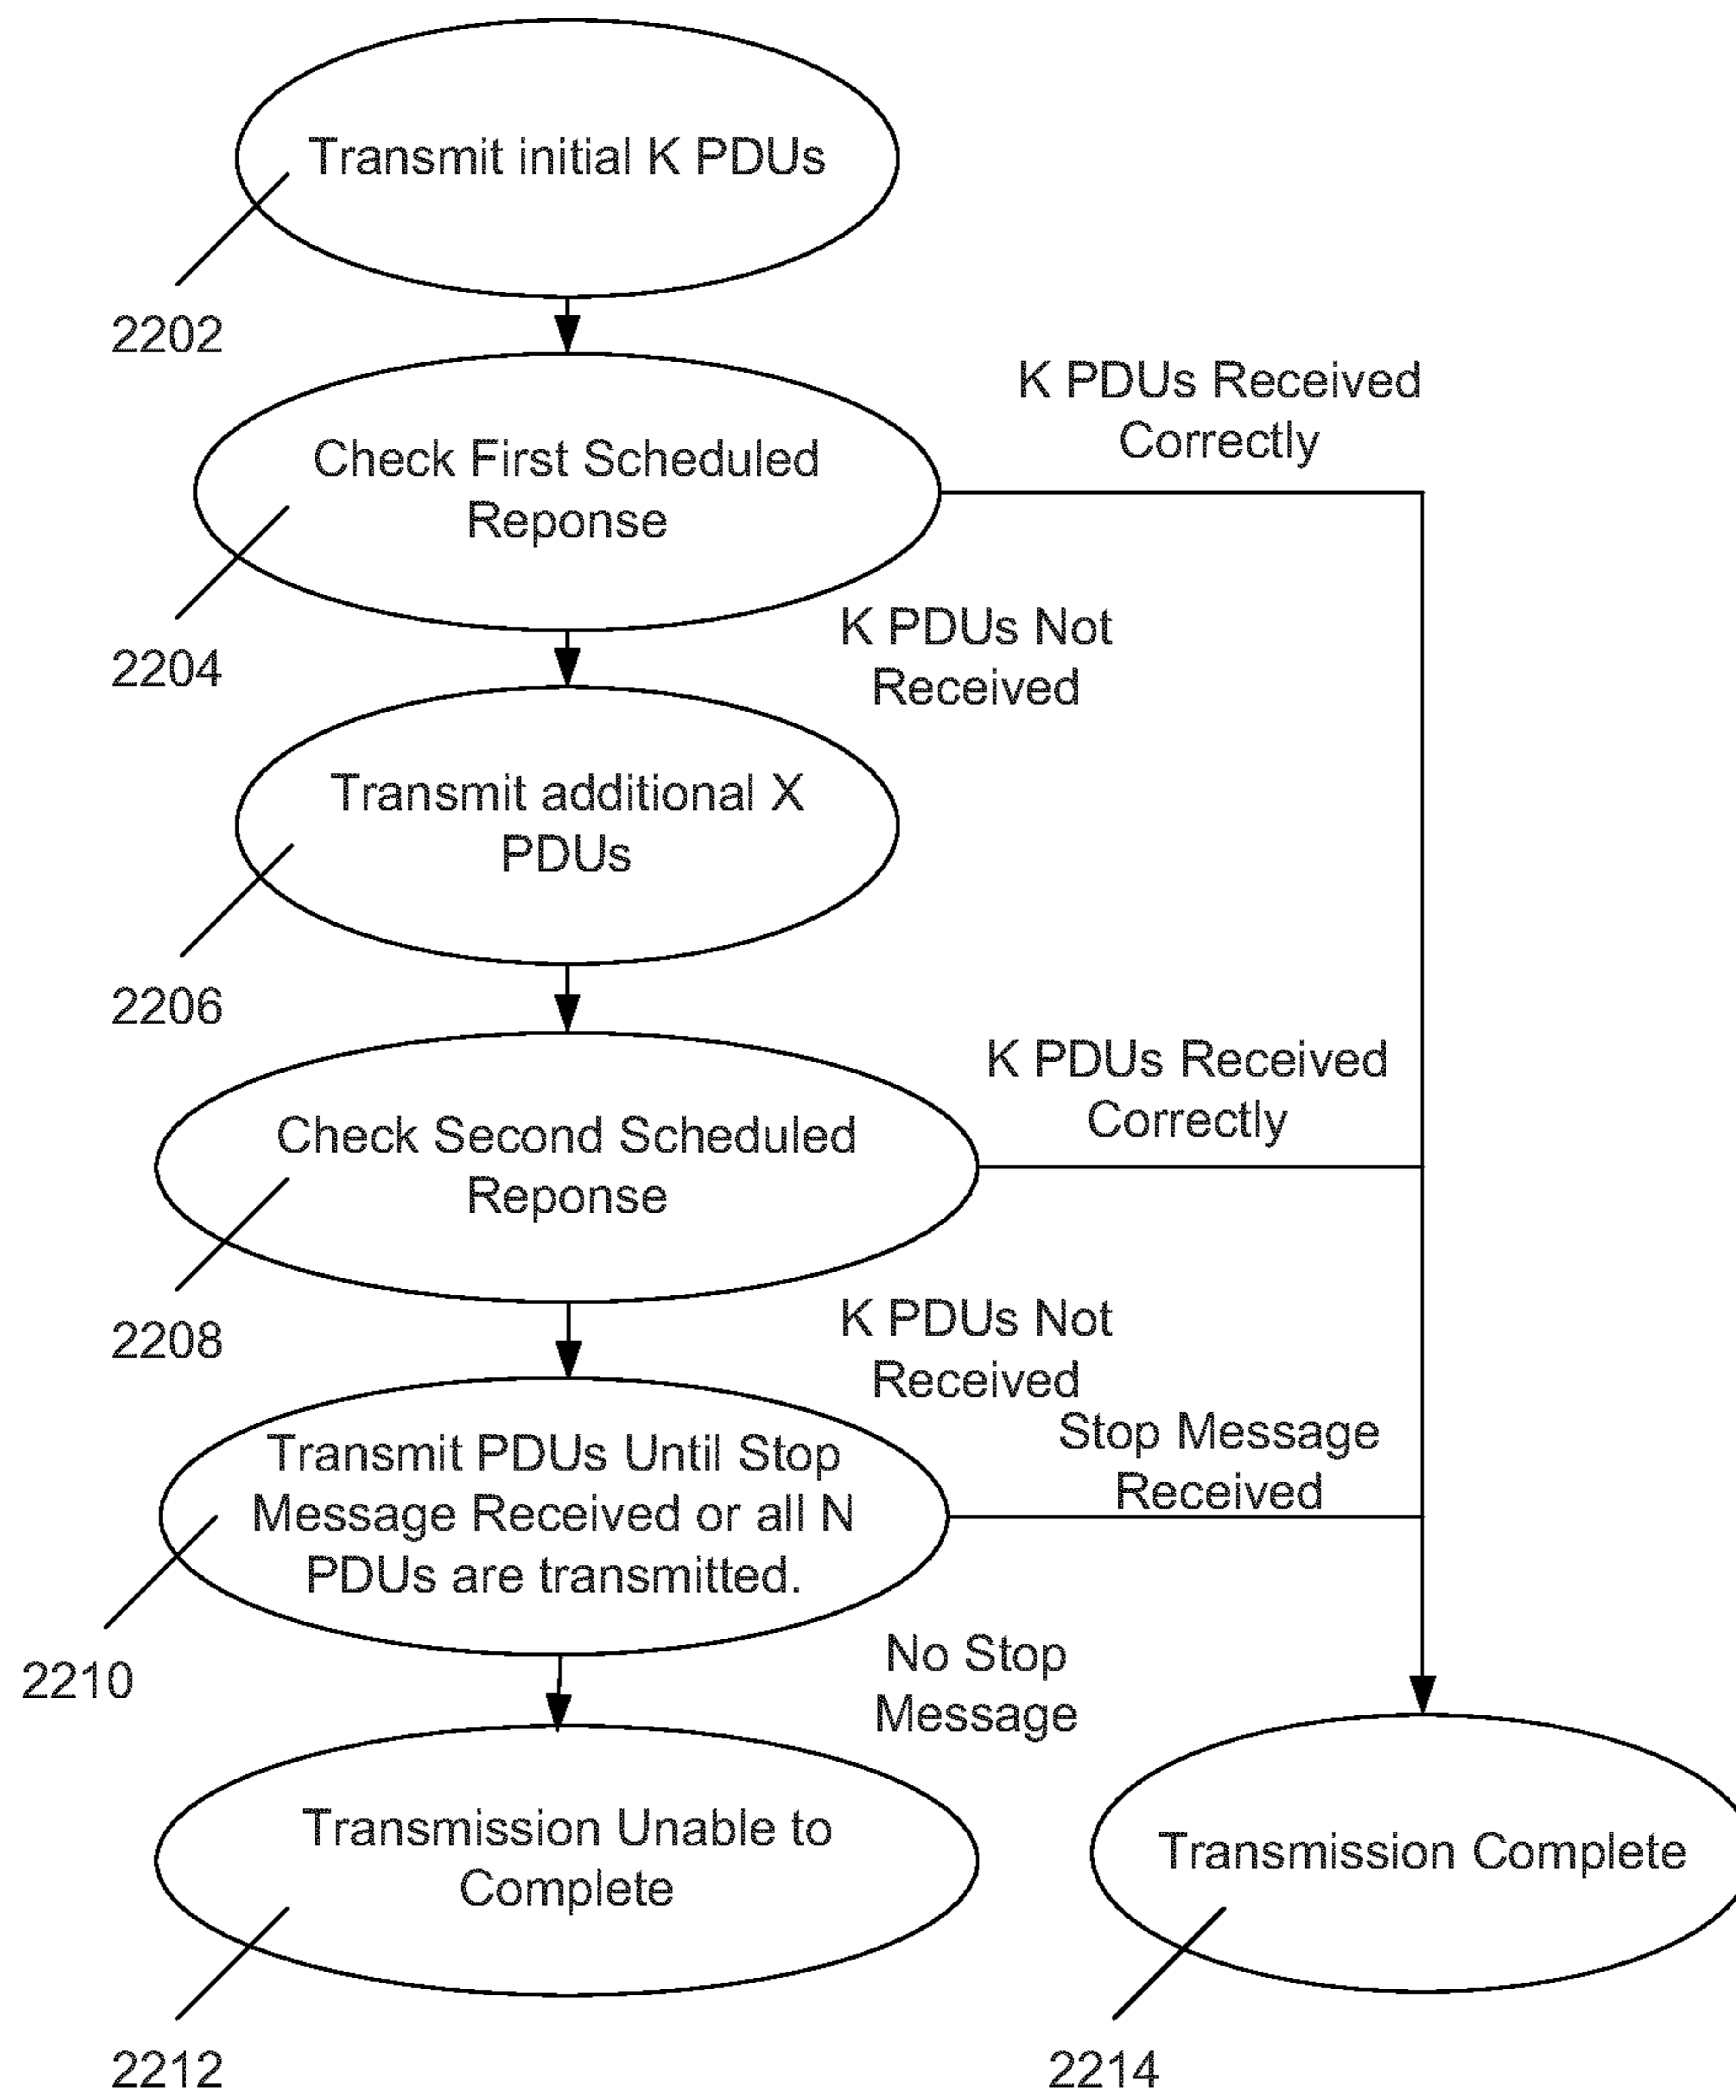 Transmit initial K PDUs
2202
K PDUs Received
Correctly
Check First Scheduled
Reponse
2204
K PDUs Not
Received
Transmit additional X
PDUs
2206
K PDUs Received
Correctly
Check Second Scheduled
Reponse
2208
K PDUs Not
Received
Stop Message
Received
Transmit PDUs Until Stop
Message Received or all N
PDUs are transmitted.
2210
No Stop
Message
Transmission Unable to
Complete
2212
Transmission Complete
2214